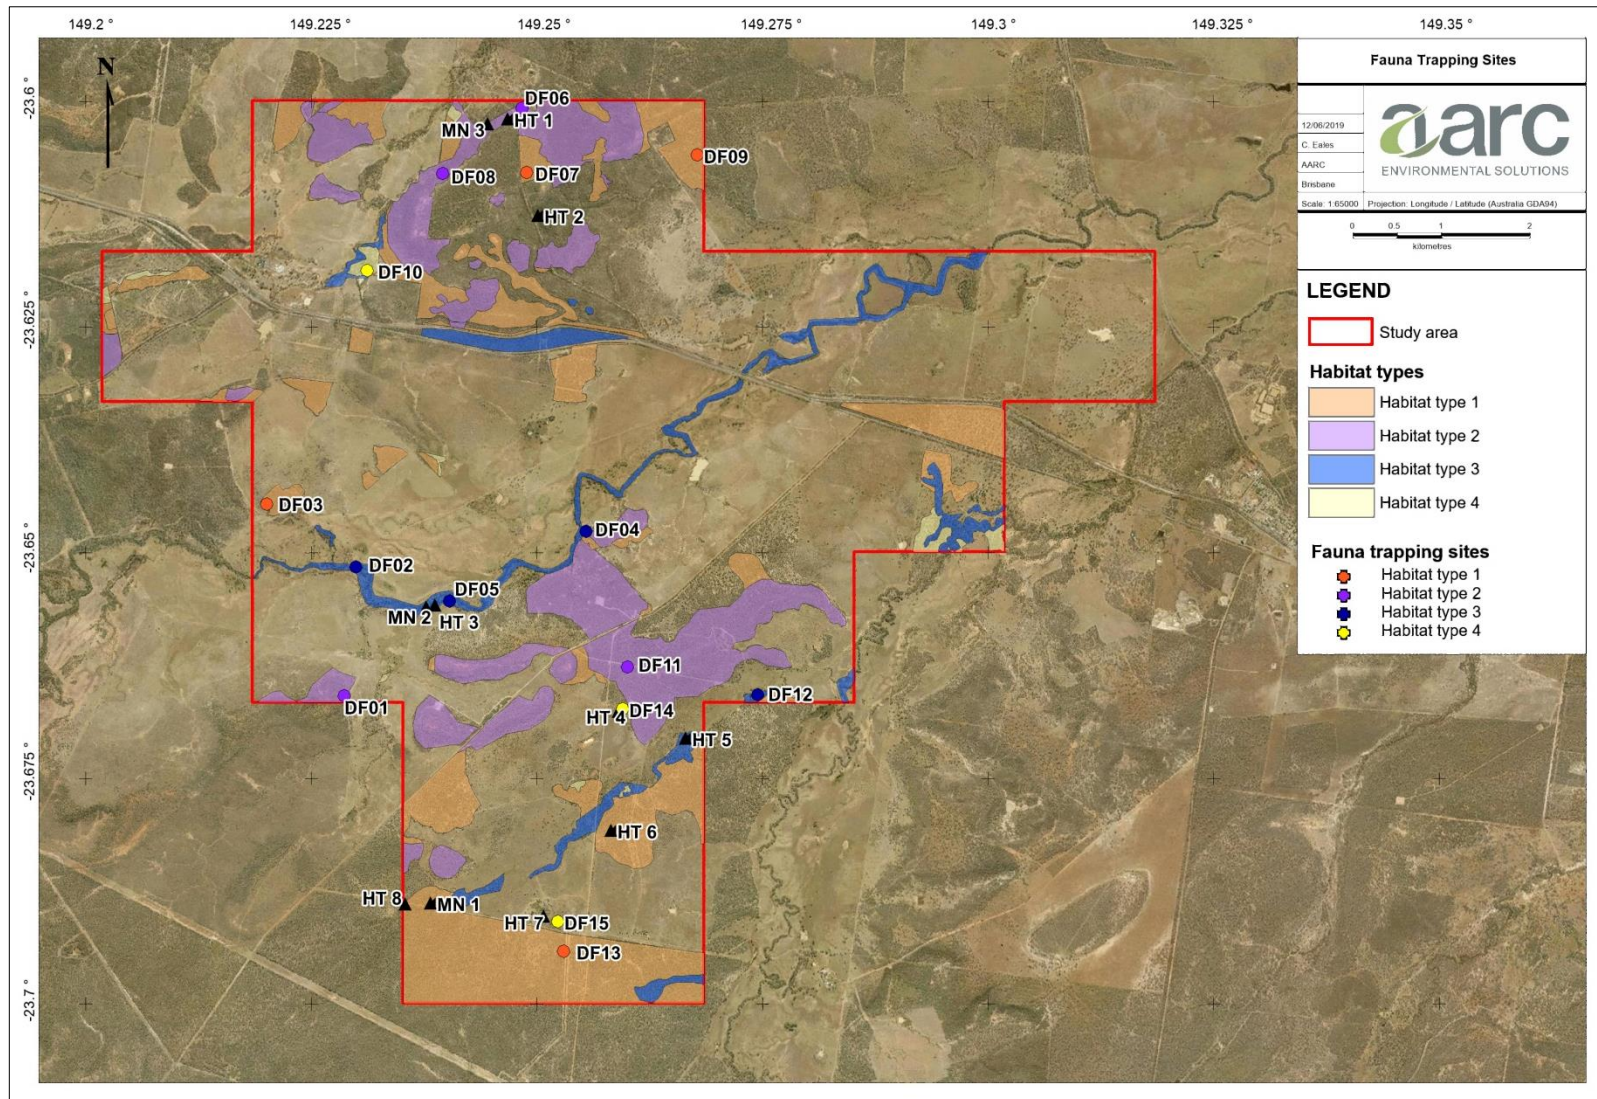 149.2 °
149.225 °
149.25 °
149.275 °
149.3 °
149.325 °
149.35 °
-23.6 °
-23.625 °
-23.65 °
-23.675 °
-23.7 °
N
DF06
MN 3
HT 1
DF09
DF08
DF07
HT 2
DF10
DF03
DF04
DF02
DF05
MN 2
HT 3
DF11
DF01
DF12
HT 4
DF14
HT 5
HT 6
HT 8
MN 1
HT 7
DF15
DF13
Fauna Trapping Sites
12/06/2019
C. Eales
AARC
Brisbane
Scale: 1:65000
Projection: Longitude / Latitude (Australia GDA94)
aarc
ENVIRONMENTAL SOLUTIONS
0 0.5 1 2
kilometres
LEGEND
Study area
Habitat types
Habitat type 1
Habitat type 2
Habitat type 3
Habitat type 4
Fauna trapping sites
Habitat type 1
Habitat type 2
Habitat type 3
Habitat type 4